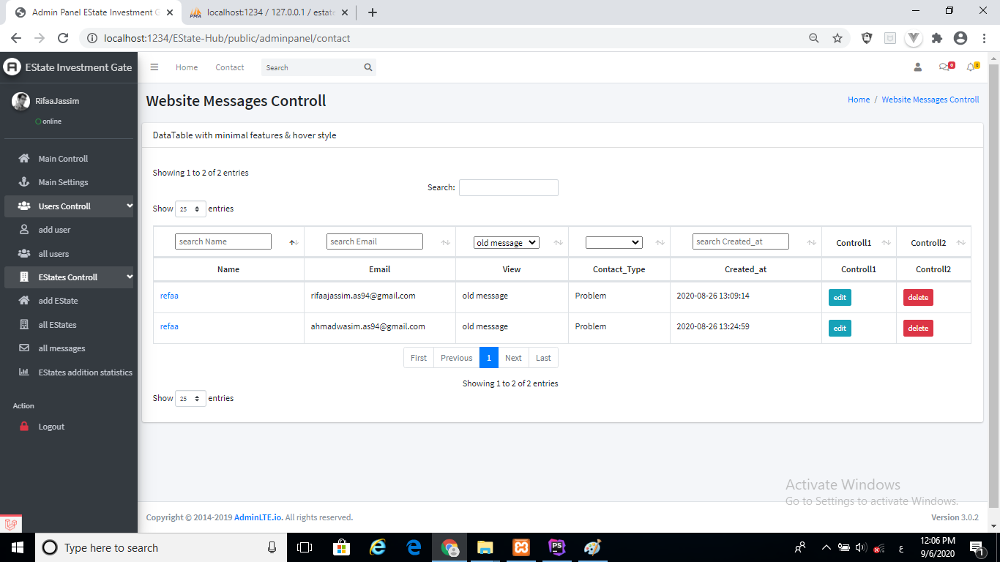 Admin Panel EState Investment G
localhost:1234 / 127.0.0.1 / estate
localhost:1234/EState-Hub/public/adminpanel/contact
EState Investment Gate
Home
Contact
Search
0
0
RifaaJassim
online
Website Messages Controll
Home / Website Messages Controll
Main Controll
Main Settings
Users Controll
add user
all users
EStates Controll
add EState
all EStates
all messages
EStates addition statistics
Action
Logout
DataTable with minimal features & hover style
Showing 1 to 2 of 2 entries
Search:
Show 25 entries
search Name search Email old message search Created_at Controll1 Controll2
Name Email View Contact_Type Created_at Controll1 Controll2
refaa rifaajassim.as94@gmail.com old message Problem 2020-08-26 13:09:14 edit delete
refaa ahmadwasim.as94@gmail.com old message Problem 2020-08-26 13:24:59 edit delete
First Previous 1 Next Last
Showing 1 to 2 of 2 entries
Show 25 entries
Activate Windows
Go to Settings to activate Windows.
Copyright © 2014-2019 AdminLTE.io. All rights reserved.
Version 3.0.2
Type here to search
PS
ع
12:06 PM
9/6/2020
1